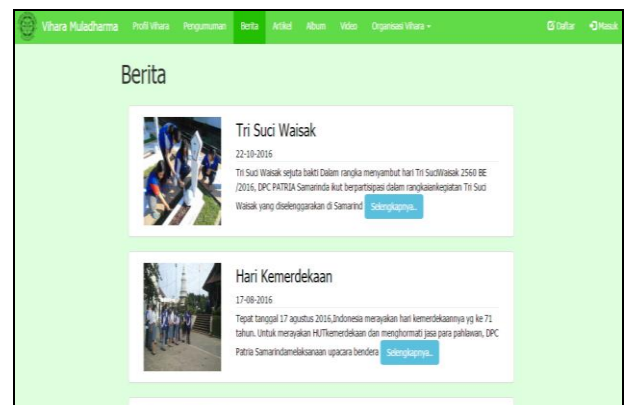 Vihara Muladharma Profil Vihara Pengumuman Berita Artikel Album Video Organisasi Vihara Daftar Masuk
Berita
Tri Suci Waisak
22-10-2016
Tri Suci Waisak sejuta bakti Dalam rangka menyambut hari Tri SuciWaisak 2560 BE
/2016, DPC PATRIA Samarinda ikut berpartisipasi dalam rangkaiankegiatan Tri Suci
Waisak yang diselenggarakan di Samarind Selengkapnya..
Hari Kemerdekaan
17-08-2016
Tepat tanggal 17 agustus 2016,Indonesia merayakan hari kemerdekaannya yg ke 71
tahun. Untuk merayakan HUTkemerdekaan dan menghormati jasa para pahlawan, DPC
Patria Samarindamelaksanaan upacara bendera Selengkapnya..